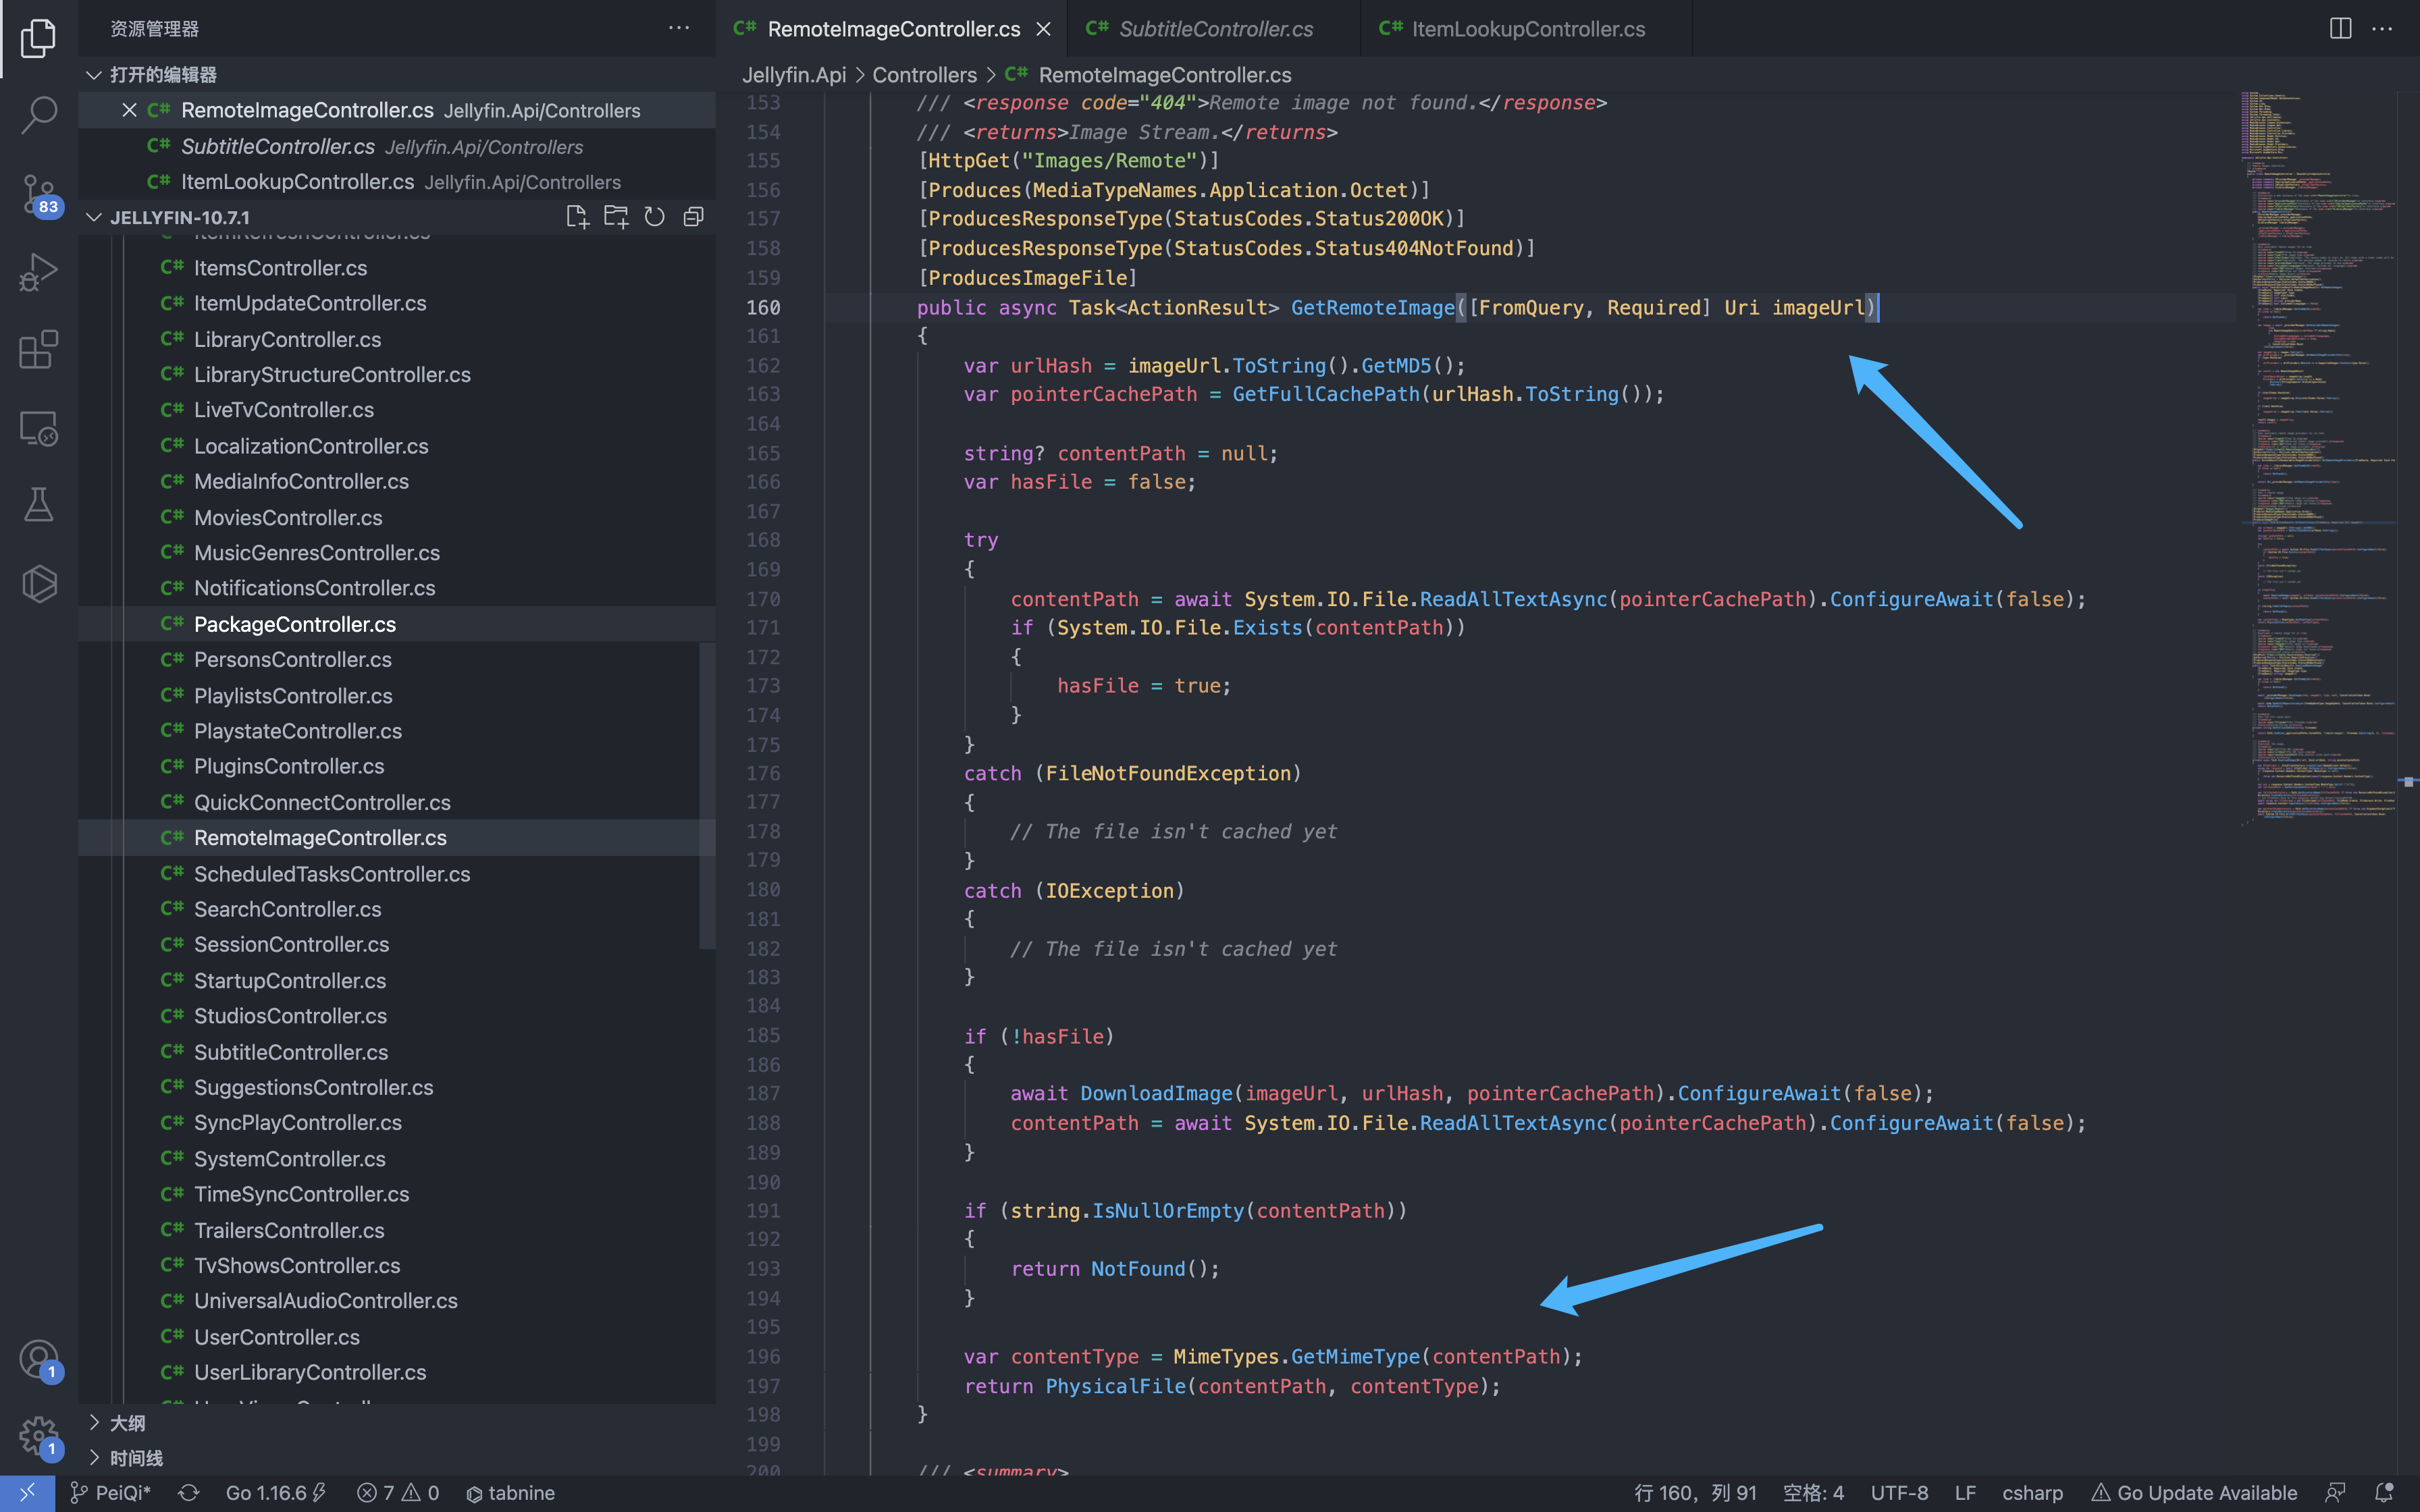 资源管理器
打开的编辑器
RemoteImageController.cs Jellyfin.Api/Controllers
SubtitleController.cs Jellyfin.Api/Controllers
ItemLookupController.cs Jellyfin.Api/Controllers
83
JELLYFIN-10.7.1
ItemRefreshController.cs
C# ItemsController.cs
C# ItemUpdateController.cs
C# LibraryController.cs
C# LibraryStructureController.cs
C# LiveTvController.cs
C# LocalizationController.cs
C# MediaInfoController.cs
C# MoviesController.cs
C# MusicGenresController.cs
C# NotificationsController.cs
C# PackageController.cs
C# PersonsController.cs
C# PlaylistsController.cs
C# PlaystateController.cs
C# PluginsController.cs
C# QuickConnectController.cs
C# RemoteImageController.cs
C# ScheduledTasksController.cs
C# SearchController.cs
C# SessionController.cs
C# StartupController.cs
C# StudiosController.cs
C# SubtitleController.cs
C# SuggestionsController.cs
C# SyncPlayController.cs
C# SystemController.cs
C# TimeSyncController.cs
C# TrailersController.cs
C# TvShowsController.cs
C# UniversalAudioController.cs
C# UserController.cs
C# UserLibraryController.cs
1
大纲
1
时间线
C# RemoteImageController.cs C# SubtitleController.cs C# ItemLookupController.cs
Jellyfin.Api > Controllers > C# RemoteImageController.cs
153 /// <response code="404">Remote image not found.</response>
154 /// <returns>Image Stream.</returns>
155 [HttpGet("Images/Remote")]
156 [Produces(MediaTypeNames.Application.Octet)]
157 [ProducesResponseType(StatusCodes.Status200OK)]
158 [ProducesResponseType(StatusCodes.Status404NotFound)]
159 [ProducesImageFile]
160 public async Task<ActionResult> GetRemoteImage([FromQuery, Required] Uri imageUrl)
161 {
162 var urlHash = imageUrl.ToString().GetMD5();
163 var pointerCachePath = GetFullCachePath(urlHash.ToString());
164
165 string? contentPath = null;
166 var hasFile = false;
167
168 try
169 {
170 contentPath = await System.IO.File.ReadAllTextAsync(pointerCachePath).ConfigureAwait(false);
171 if (System.IO.File.Exists(contentPath))
172 {
173 hasFile = true;
174 }
175 }
176 catch (FileNotFoundException)
177 {
178 // The file isn't cached yet
179 }
180 catch (IOException)
181 {
182 // The file isn't cached yet
183 }
184
185 if (!hasFile)
186 {
187 await DownloadImage(imageUrl, urlHash, pointerCachePath).ConfigureAwait(false);
188 contentPath = await System.IO.File.ReadAllTextAsync(pointerCachePath).ConfigureAwait(false);
189 }
190
191 if (string.IsNullOrEmpty(contentPath))
192 {
193 return NotFound();
194 }
195
196 var contentType = MimeTypes.GetMimeType(contentPath);
197 return PhysicalFile(contentPath, contentType);
198 }
199
200 /// <summary>
PeiQi* Go 1.16.6 7 0 tabnine 行 160，列 91 空格: 4 UTF-8 LF csharp Go Update Available